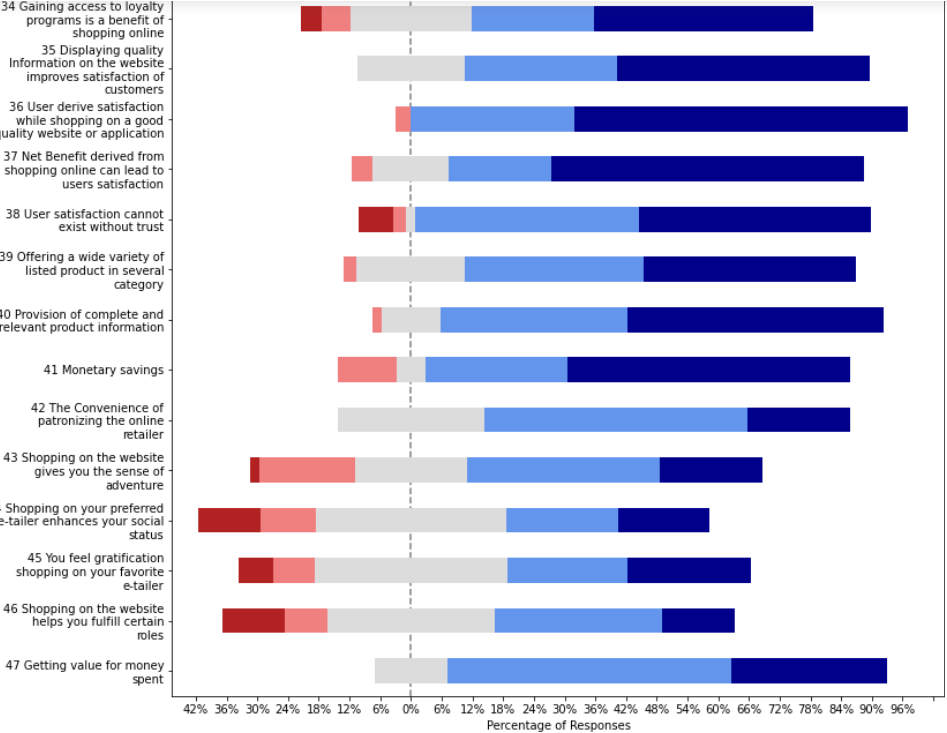 34 Gaining access to loyalty
programs is a benefit of
shopping online
35 Displaying quality
Information on the website
improves satisfaction of
customers
36 User derive satisfaction
while shopping on a good
quality website or application
37 Net Benefit derived from
shopping online can lead to
users satisfaction
38 User satisfaction cannot
exist without trust
39 Offering a wide variety of
listed product in several
category
40 Provision of complete and
relevant product information
41 Monetary savings
42 The Convenience of
patronizing the online
retailer
43 Shopping on the website
gives you the sense of
adventure
Shopping on your preferred
e-tailer enhances your social
status
45 You feel gratification
shopping on your favorite
e-tailer
46 Shopping on the website
helps you fulfill certain
roles
47 Getting value for money
spent
42% 36% 30% 24% 18% 12% 6% 0% 6% 12% 18% 24% 30% 36% 42% 48% 54% 60% 66% 72% 78% 84% 90% 96%
Percentage of Responses